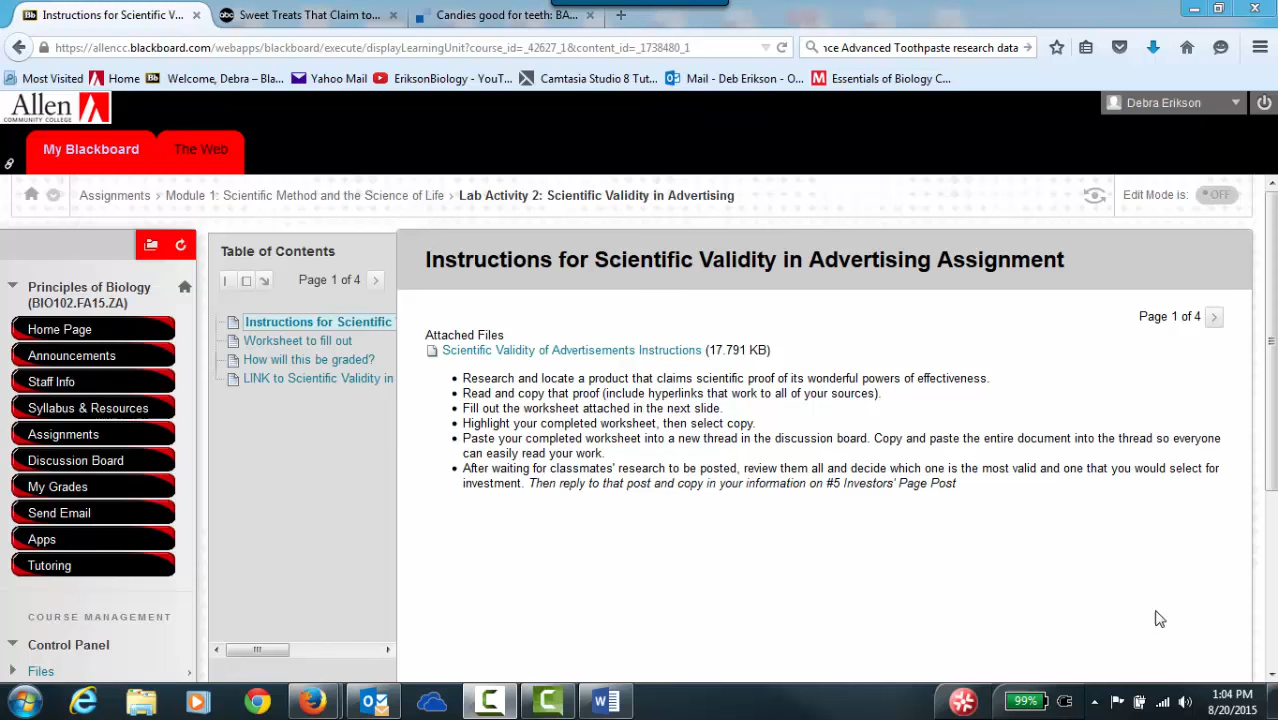 Instructions for Scientific V...
Sweet Treats That Claim to...
Candies good for teeth: BA...
https://allencc.blackboard.com/webapps/blackboard/execute/displayLearningUnit?course_id=_42627_1&content_id=_1738480_1
ıce Advanced Toothpaste research data
Most Visited
Home
Welcome, Debra – Bla...
Yahoo Mail
EriksonBiology - YouT...
Camtasia Studio 8 Tut...
Mail - Deb Erikson - O...
Essentials of Biology C...
Allen
COMMUNITY COLLEGE
Debra Erikson
My Blackboard
The Web
Assignments > Module 1: Scientific Method and the Science of Life > Lab Activity 2: Scientific Validity in Advertising
Edit Mode is: OFF
Principles of Biology
(BIO102.FA15.ZA)
Home Page
Announcements
Staff Info
Syllabus & Resources
Assignments
Discussion Board
My Grades
Send Email
Apps
Tutoring
COURSE MANAGEMENT
Control Panel
Files
Table of Contents
Page 1 of 4
Instructions for Scientific
Worksheet to fill out
How will this be graded?
LINK to Scientific Validity in
Instructions for Scientific Validity in Advertising Assignment
Page 1 of 4
Attached Files
Scientific Validity of Advertisements Instructions (17.791 KB)
• Research and locate a product that claims scientific proof of its wonderful powers of effectiveness.
• Read and copy that proof (include hyperlinks that work to all of your sources).
• Fill out the worksheet attached in the next slide.
• Highlight your completed worksheet, then select copy.
• Paste your completed worksheet into a new thread in the discussion board. Copy and paste the entire document into the thread so everyone
can easily read your work.
• After waiting for classmates' research to be posted, review them all and decide which one is the most valid and one that you would select for
investment. Then reply to that post and copy in your information on #5 Investors' Page Post
99%
1:04 PM
8/20/2015